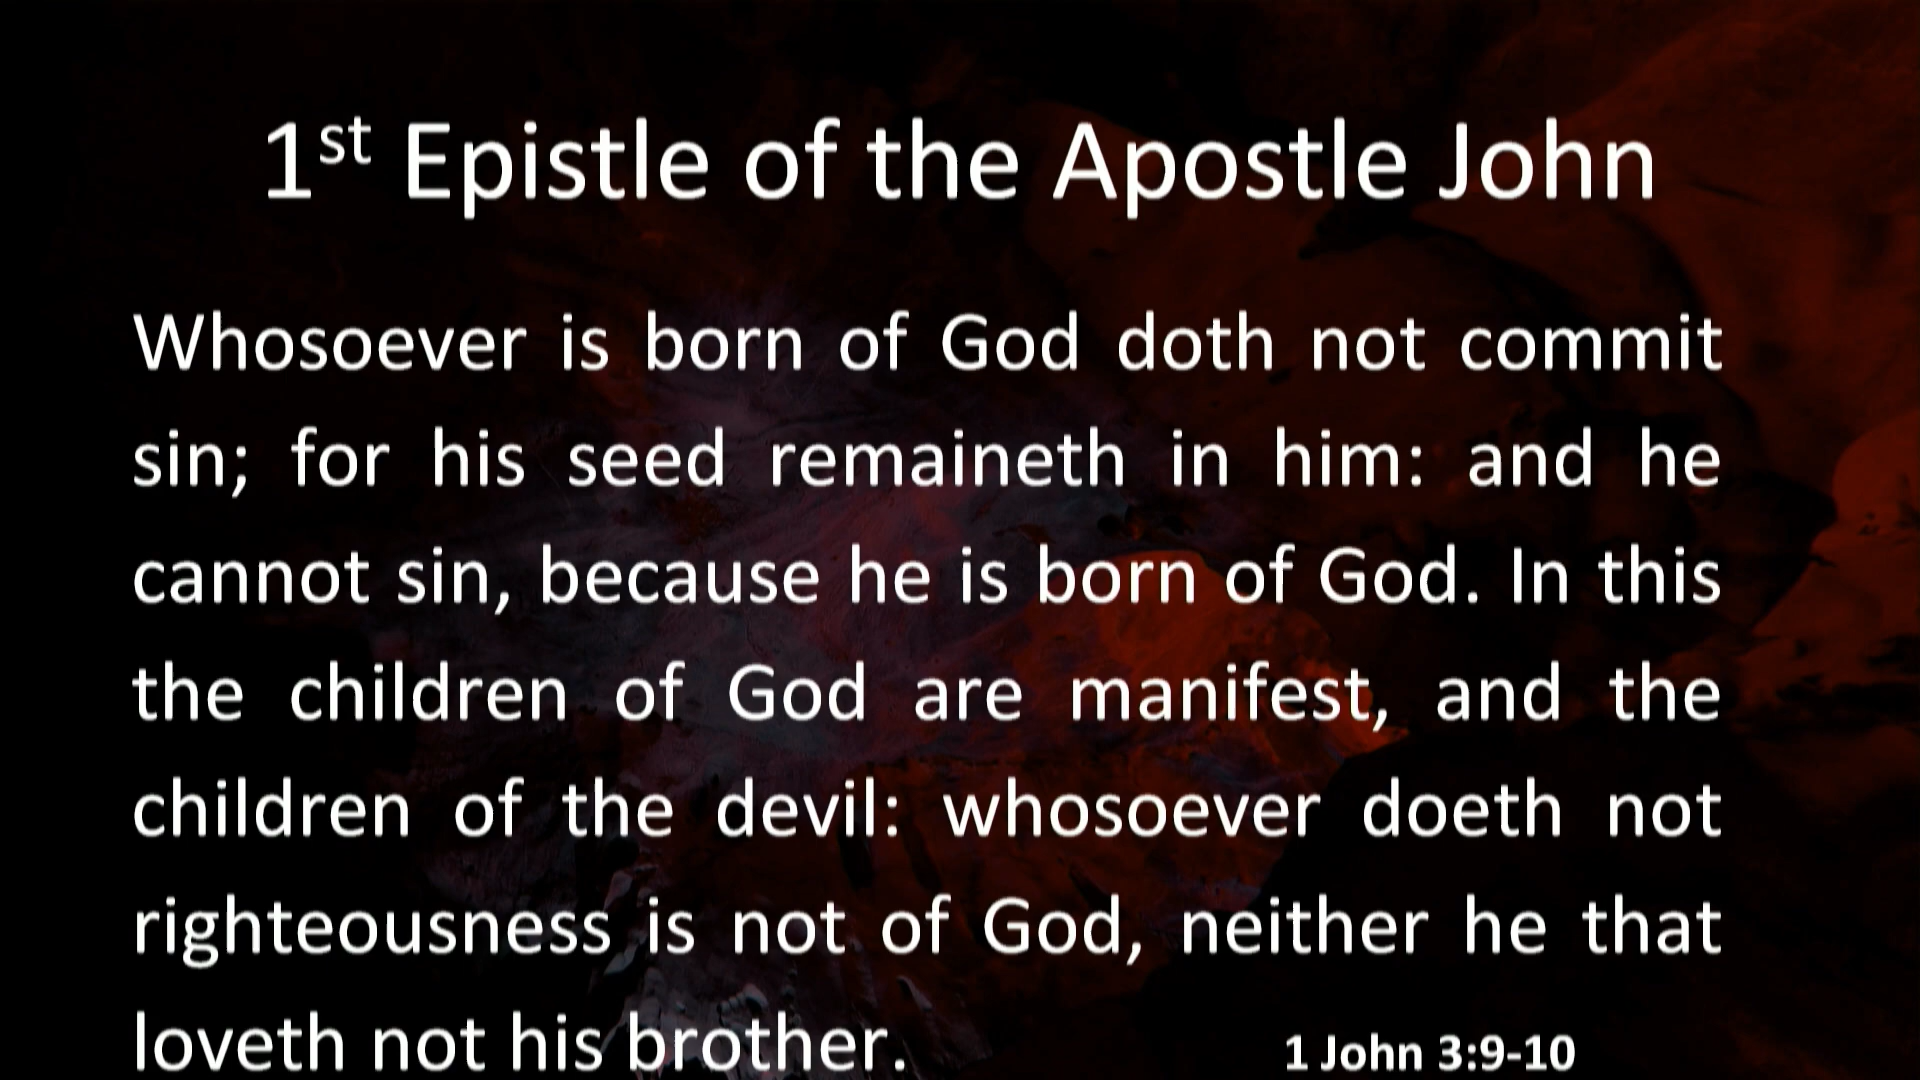 1st Epistle of the Apostle John
Whosoever is born of God doth not commit
sin; for his seed remaineth in him: and he
cannot sin, because he is born of God. In this
the children of God are manifest, and the
children of the devil: whosoever doeth not
righteousness is not of God, neither he that
loveth not his brother.
1 John 3:9-10